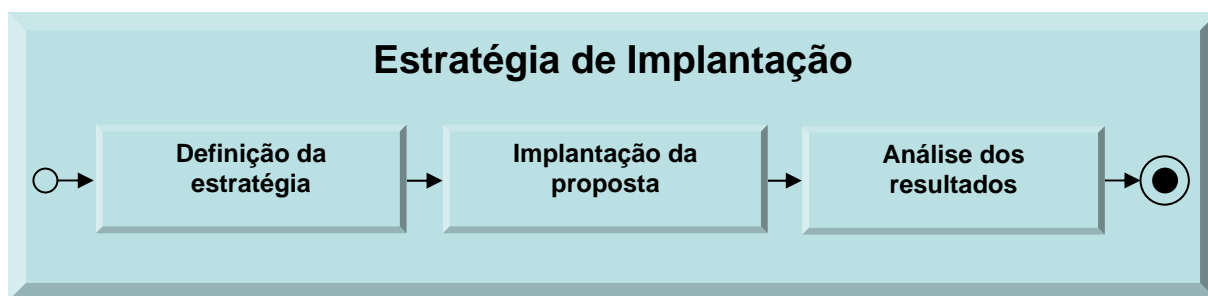 Estratégia de Implantação
Definição da
estratégia
Implantação da
proposta
Análise dos
resultados